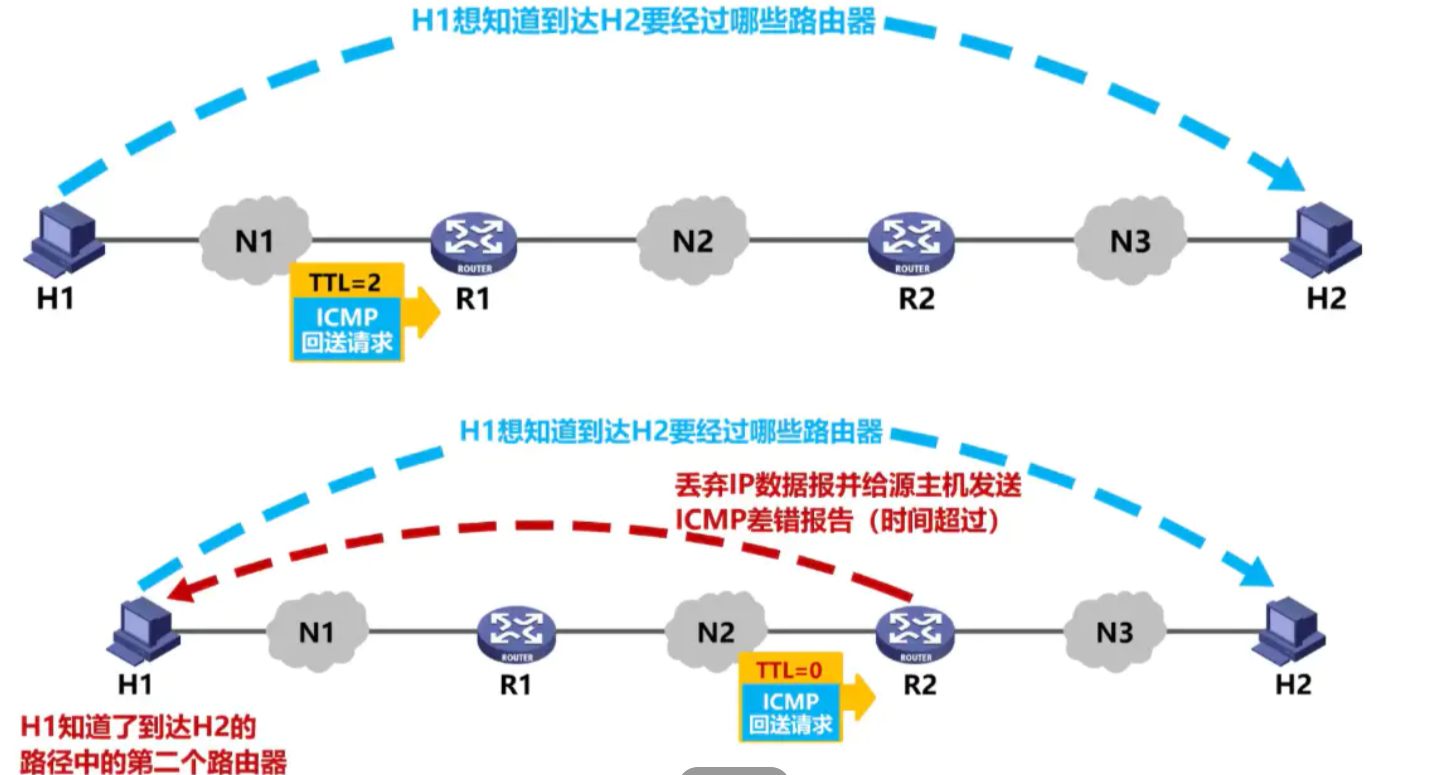 H1想知道到达H2要经过哪些路由器
N1
N2
N3
ROUTER
ROUTER
H1
TTL=2
ICMP
回送请求
R1
R2
H2
H1想知道到达H2要经过哪些路由器
丢弃IP数据报并给源主机发送
ICMP差错报告（时间超过）
N1
N2
N3
ROUTER
ROUTER
H1
R1
TTL=0
ICMP
回送请求
R2
H2
H1知道了到达H2的
路径中的第二个路由器